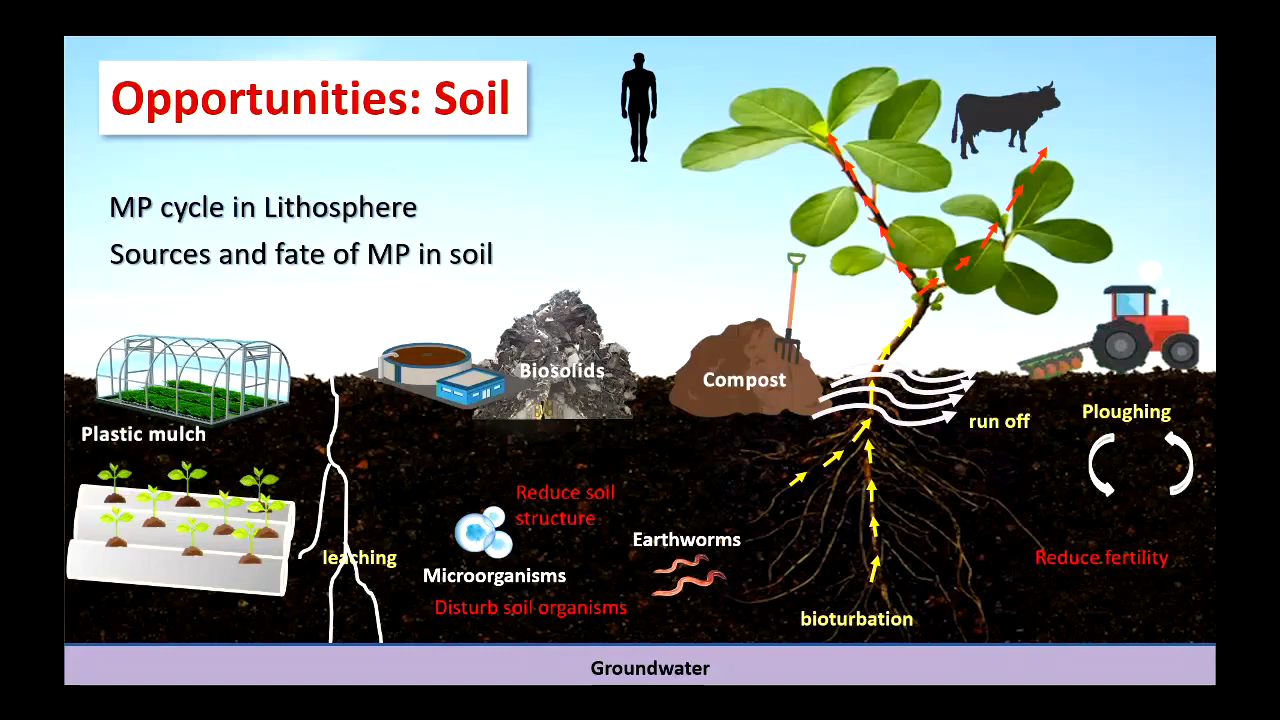 Opportunities: Soil
MP cycle in Lithosphere
Sources and fate of MP in soil
Biosolids
Compost
Plastic mulch
run off
Ploughing
Reduce soil
structure
leaching
Microorganisms
Earthworms
Reduce fertility
Disturb soil organisms
bioturbation
Groundwater